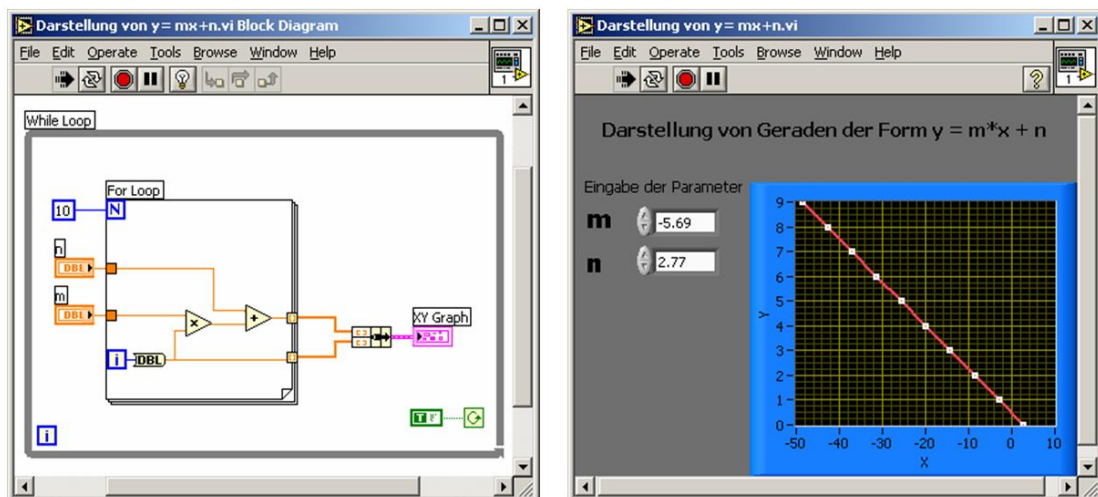 Darstellung von y= mx+n.vi Block Diagram
File Edit Operate Tools Browse Window Help
1
While Loop
For Loop
10 N
n
DBL
m
DBL
x
+
i DBL
XY Graph
T F
i
Darstellung von y= mx+n.vi
File Edit Operate Tools Browse Window Help
?
1
Darstellung von Geraden der Form y = m*x + n
Eingabe der Parameter
m -5.69
n 2.77
9
8
7
6
5
4
3
2
1
0
Y
-50 -40 -30 -20 -10 0 10
X